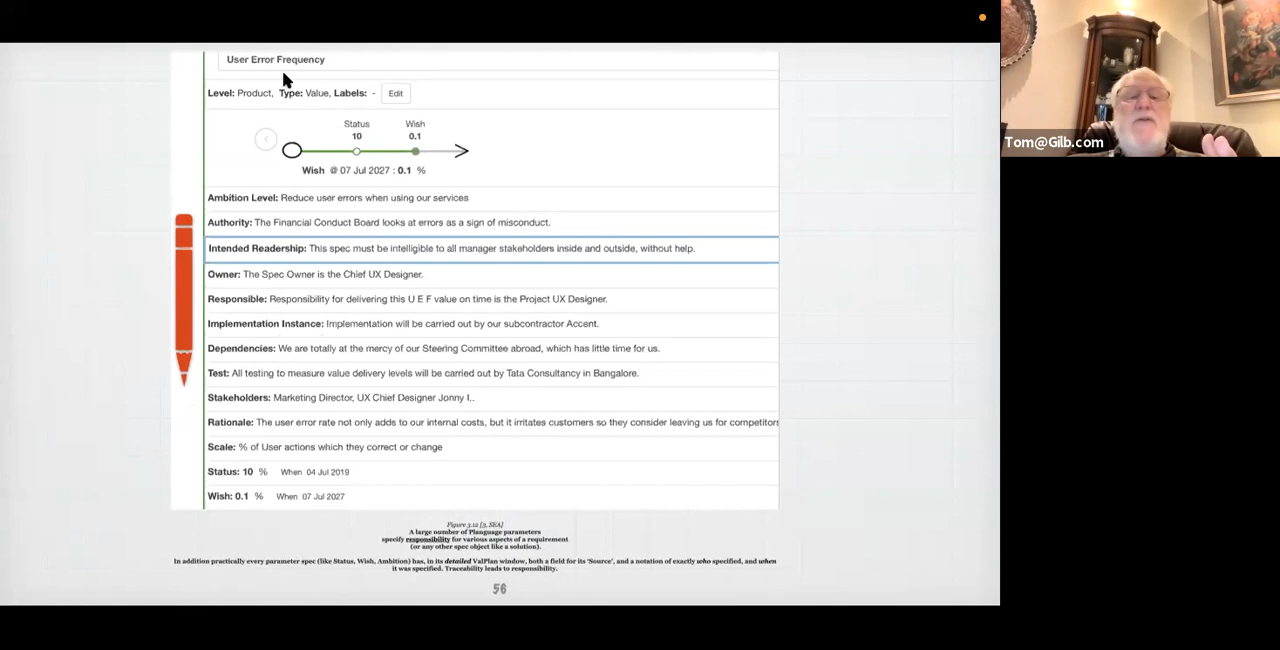 User Error Frequency
Level: Product, Type: Value, Labels: - Edit
Status Wish
10 0.1
Wish @ 07 Jul 2027 : 0.1 %
Ambition Level: Reduce user errors when using our services
Authority: The Financial Conduct Board looks at errors as a sign of misconduct.
Intended Readership: This spec must be intelligible to all manager stakeholders inside and outside, without help.
Owner: The Spec Owner is the Chief UX Designer.
Responsible: Responsibility for delivering this U E F value on time is the Project UX Designer.
Implementation Instance: Implementation will be carried out by our subcontractor Accent.
Dependencies: We are totally at the mercy of our Steering Committee abroad, which has little time for us.
Test: All testing to measure value delivery levels will be carried out by Tata Consultancy in Bangalore.
Stakeholders: Marketing Director, UX Chief Designer Jonny I..
Rationale: The user error rate not only adds to our internal costs, but it irritates customers so they consider leaving us for competitors
Scale: % of User actions which they correct or change
Status: 10 % When 04 Jul 2019
Wish: 0.1 % When 07 Jul 2027
Figure 3.12 [3, SEA]
A large number of Planguage parameters
specify responsibility for various aspects of a requirement
(or any other spec object like a solution).
In addition practically every parameter spec (like Status, Wish, Ambition) has, in its detailed ValPlan window, both a field for its 'Source', and a notation of exactly who specified, and when
it was specified. Traceability leads to responsibility.
56
Tom@Gilb.com